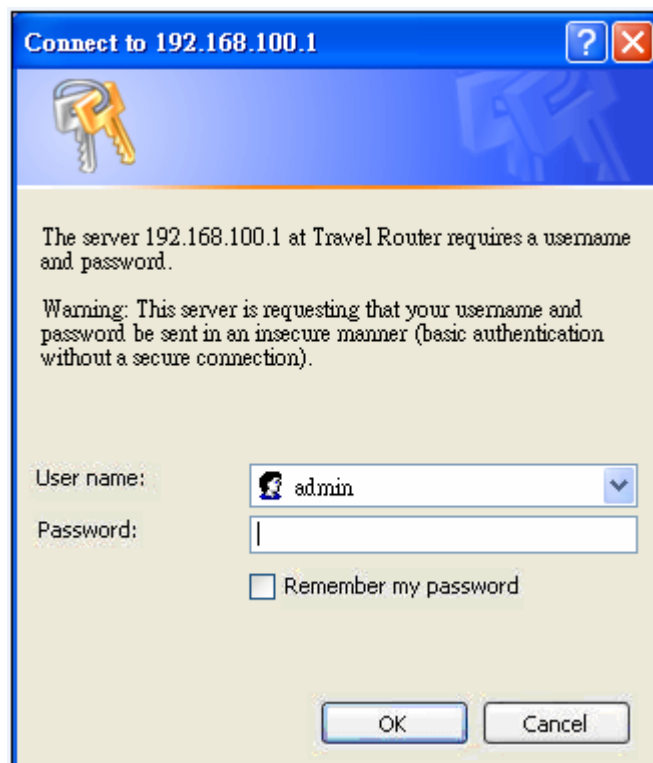 Connect to 192.168.100.1
The server 192.168.100.1 at Travel Router requires a username
and password.
Warning: This server is requesting that your username and
password be sent in an insecure manner (basic authentication
without a secure connection).
User name:
admin
Password:
Remember my password
OK
Cancel